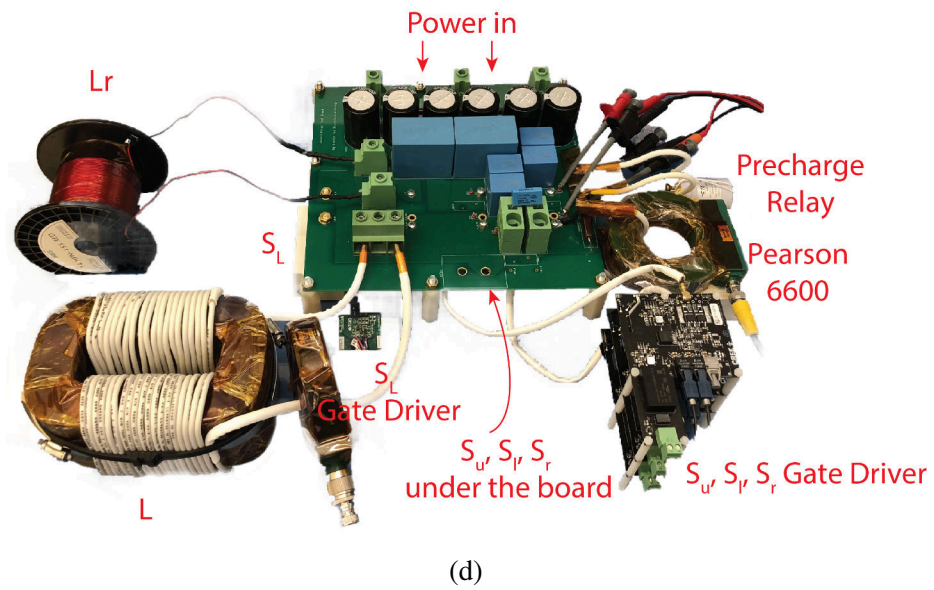 Power in
Lr
Precharge
Relay
S_L
Pearson
6600
S_L
Gate Driver
S_u, S_l, S_r
under the board
S_u, S_l, S_r Gate Driver
L
(d)